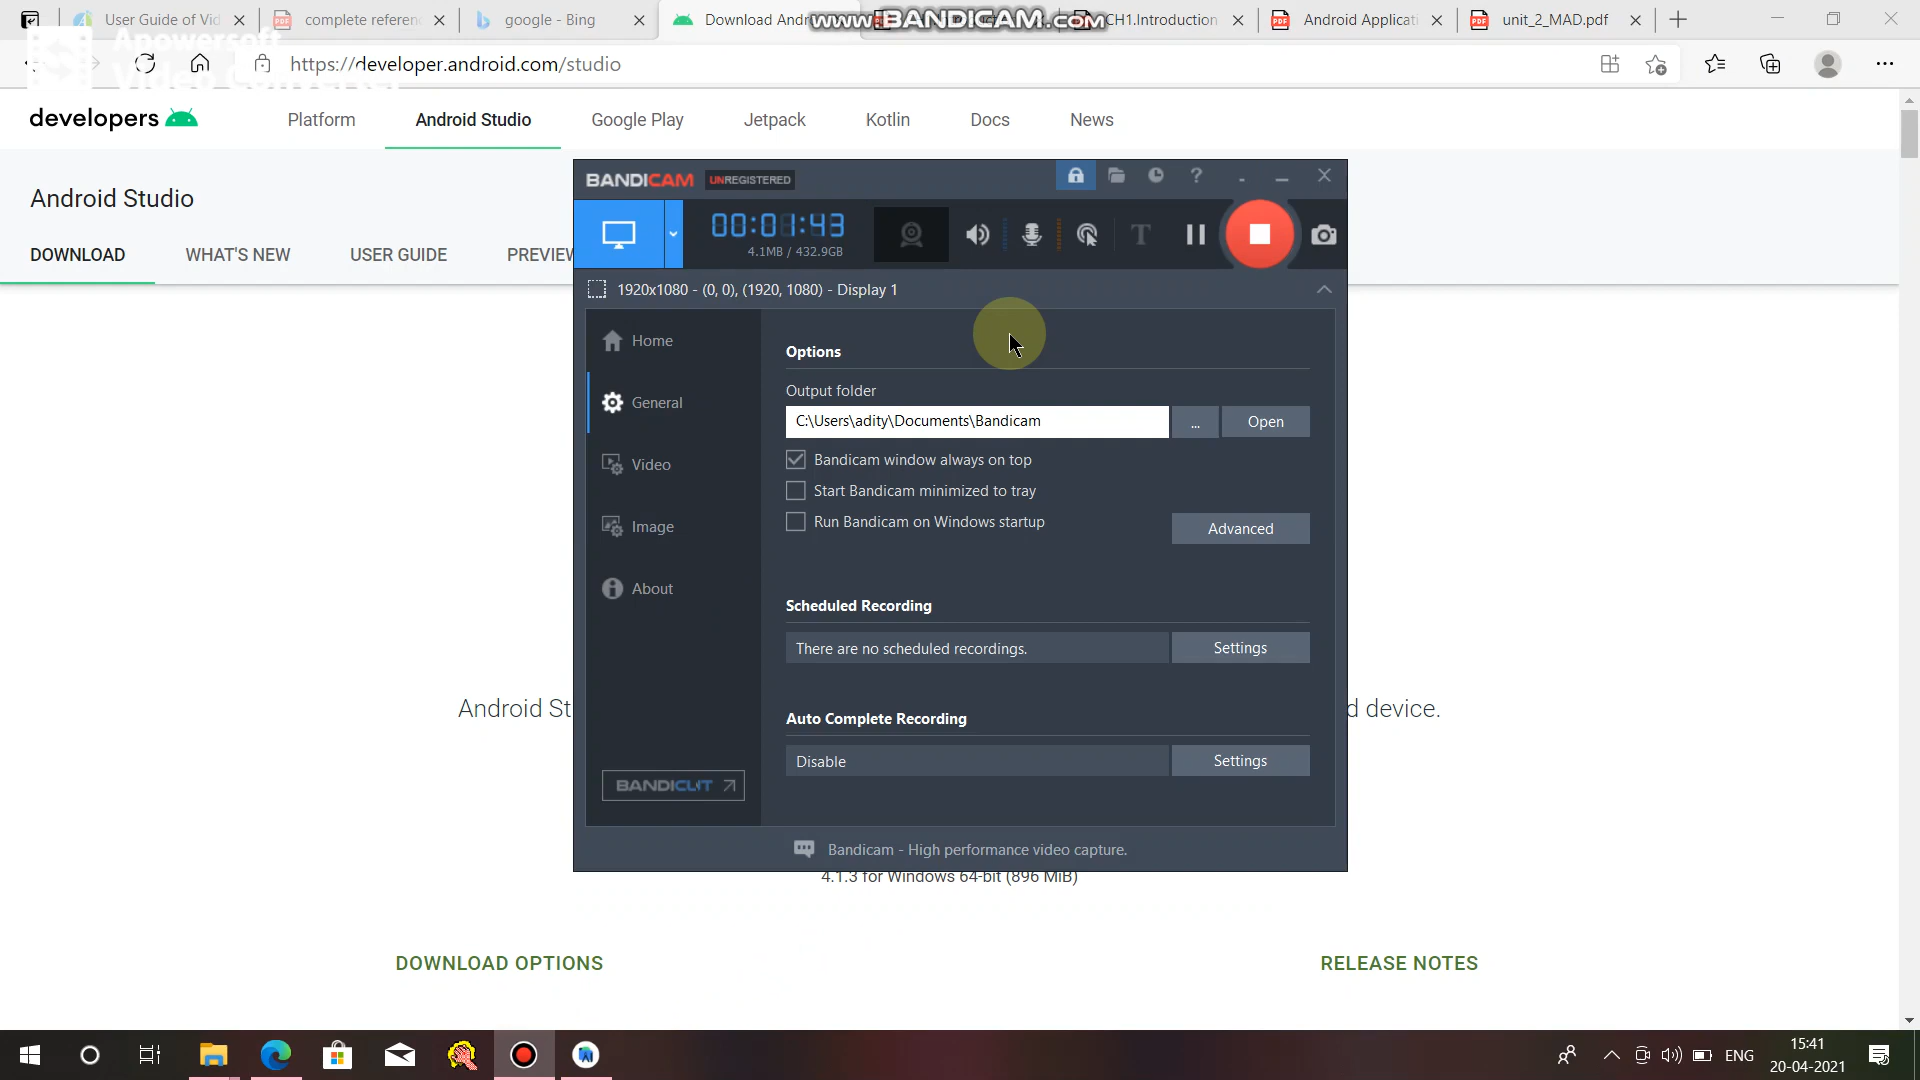 User Guide of Vid
complete referen
google - Bing
Download Andr
www.BANDICAM.com
CH1.Introduction
Android Applicati
unit_2_MAD.pdf
Apowersoft
Video Converter
https://developer.android.com/studio
developers
Platform
Android Studio
Google Play
Jetpack
Kotlin
Docs
News
Android Studio
DOWNLOAD
WHAT'S NEW
USER GUIDE
PREVIEW
BANDICAM UNREGISTERED
00:01:43
4.1MB / 432.9GB
1920x1080 - (0, 0), (1920, 1080) - Display 1
Home
General
Video
Image
About
BANDICUT
Options
Output folder
C:\Users\adity\Documents\Bandicam
...
Open
Bandicam window always on top
Start Bandicam minimized to tray
Run Bandicam on Windows startup
Advanced
Scheduled Recording
There are no scheduled recordings.
Settings
Auto Complete Recording
Disable
Settings
Bandicam - High performance video capture.
Android St
d device.
4.1.3 for Windows 64-bit (896 MiB)
DOWNLOAD OPTIONS
RELEASE NOTES
ENG
15:41
20-04-2021